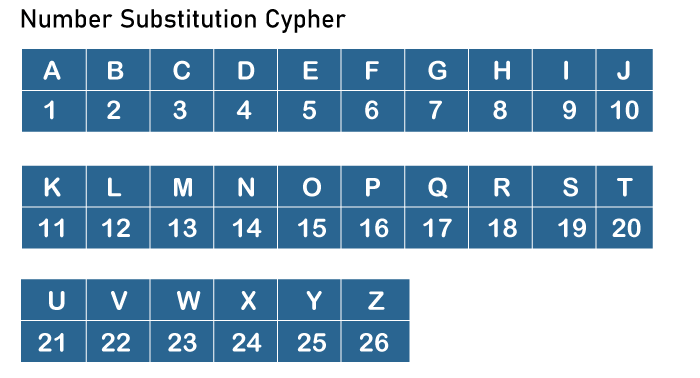 Number Substitution Cypher
A B C D E F G H I J
1 2 3 4 5 6 7 8 9 10
K L M N O P Q R S T
11 12 13 14 15 16 17 18 19 20
U V W X Y Z
21 22 23 24 25 26